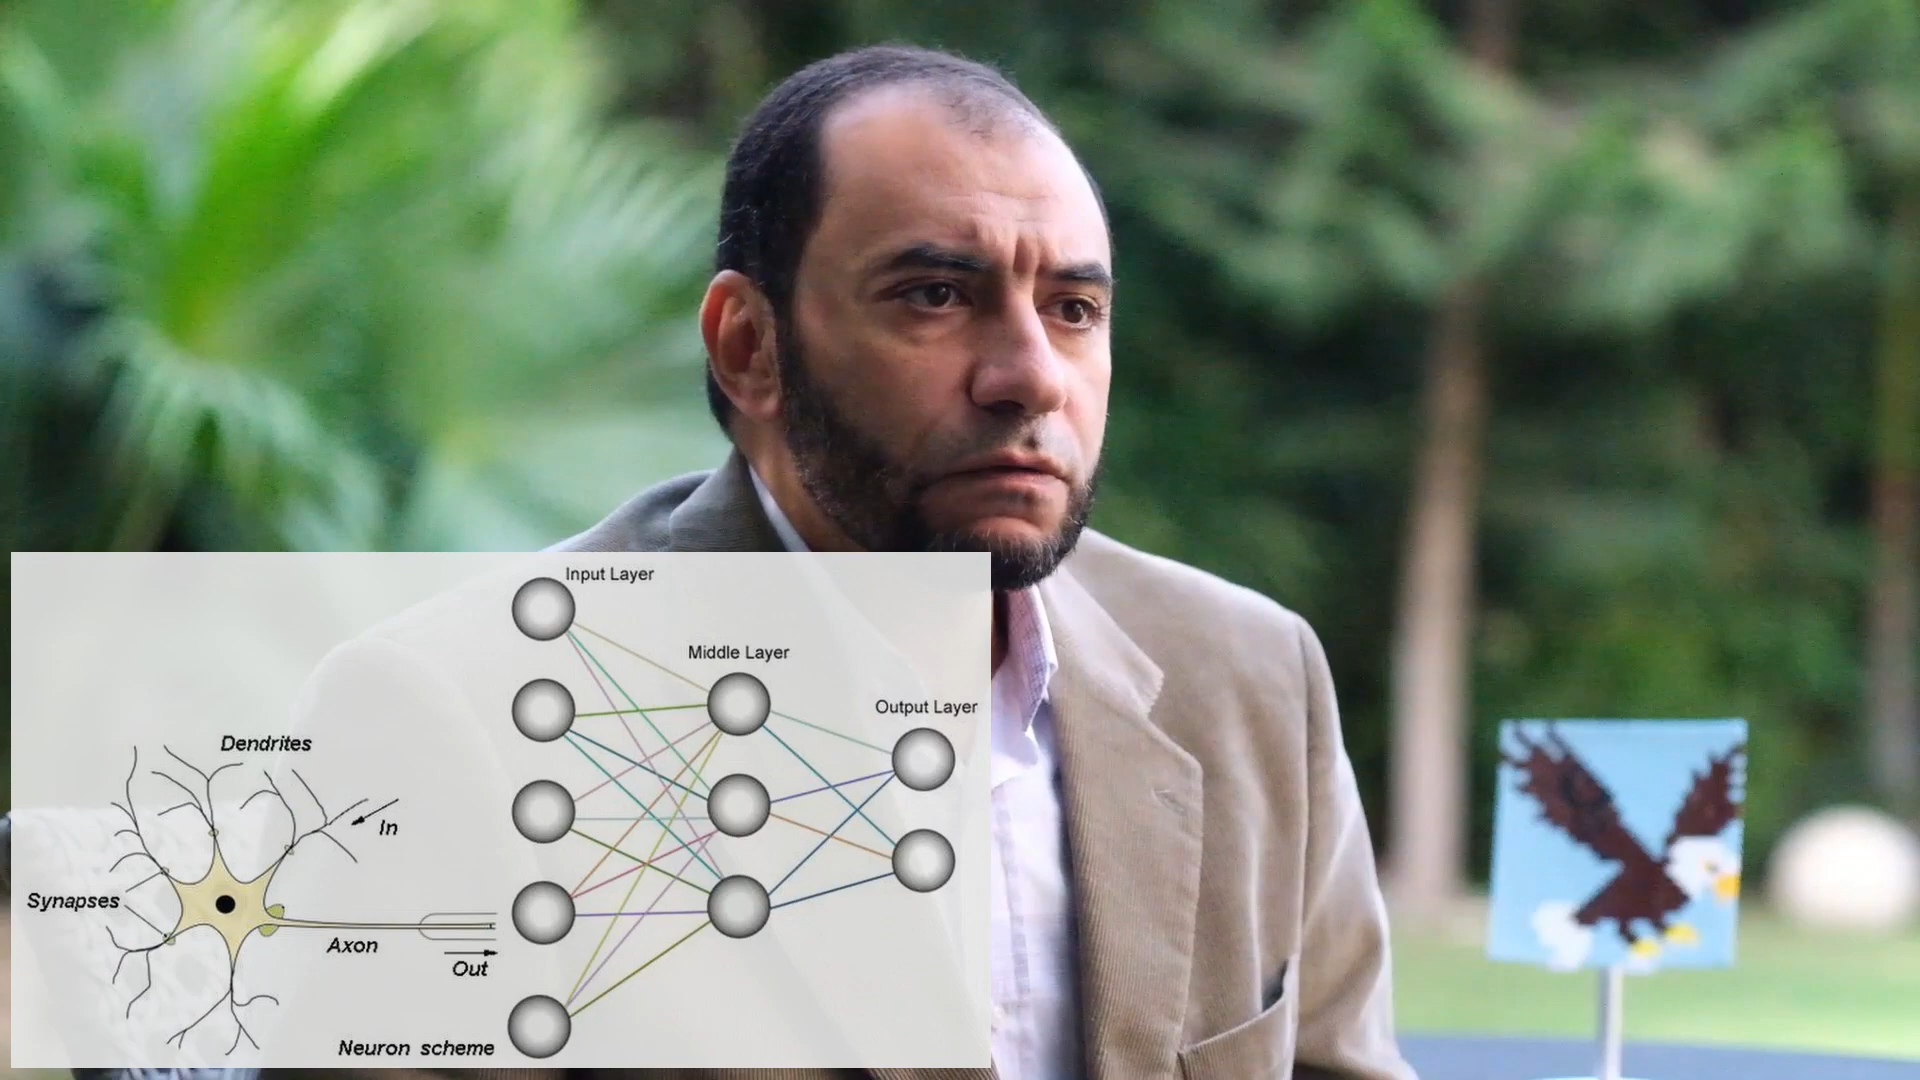 Input Layer
Middle Layer
Output Layer
Dendrites
In
Synapses
Axon
Out
Neuron scheme